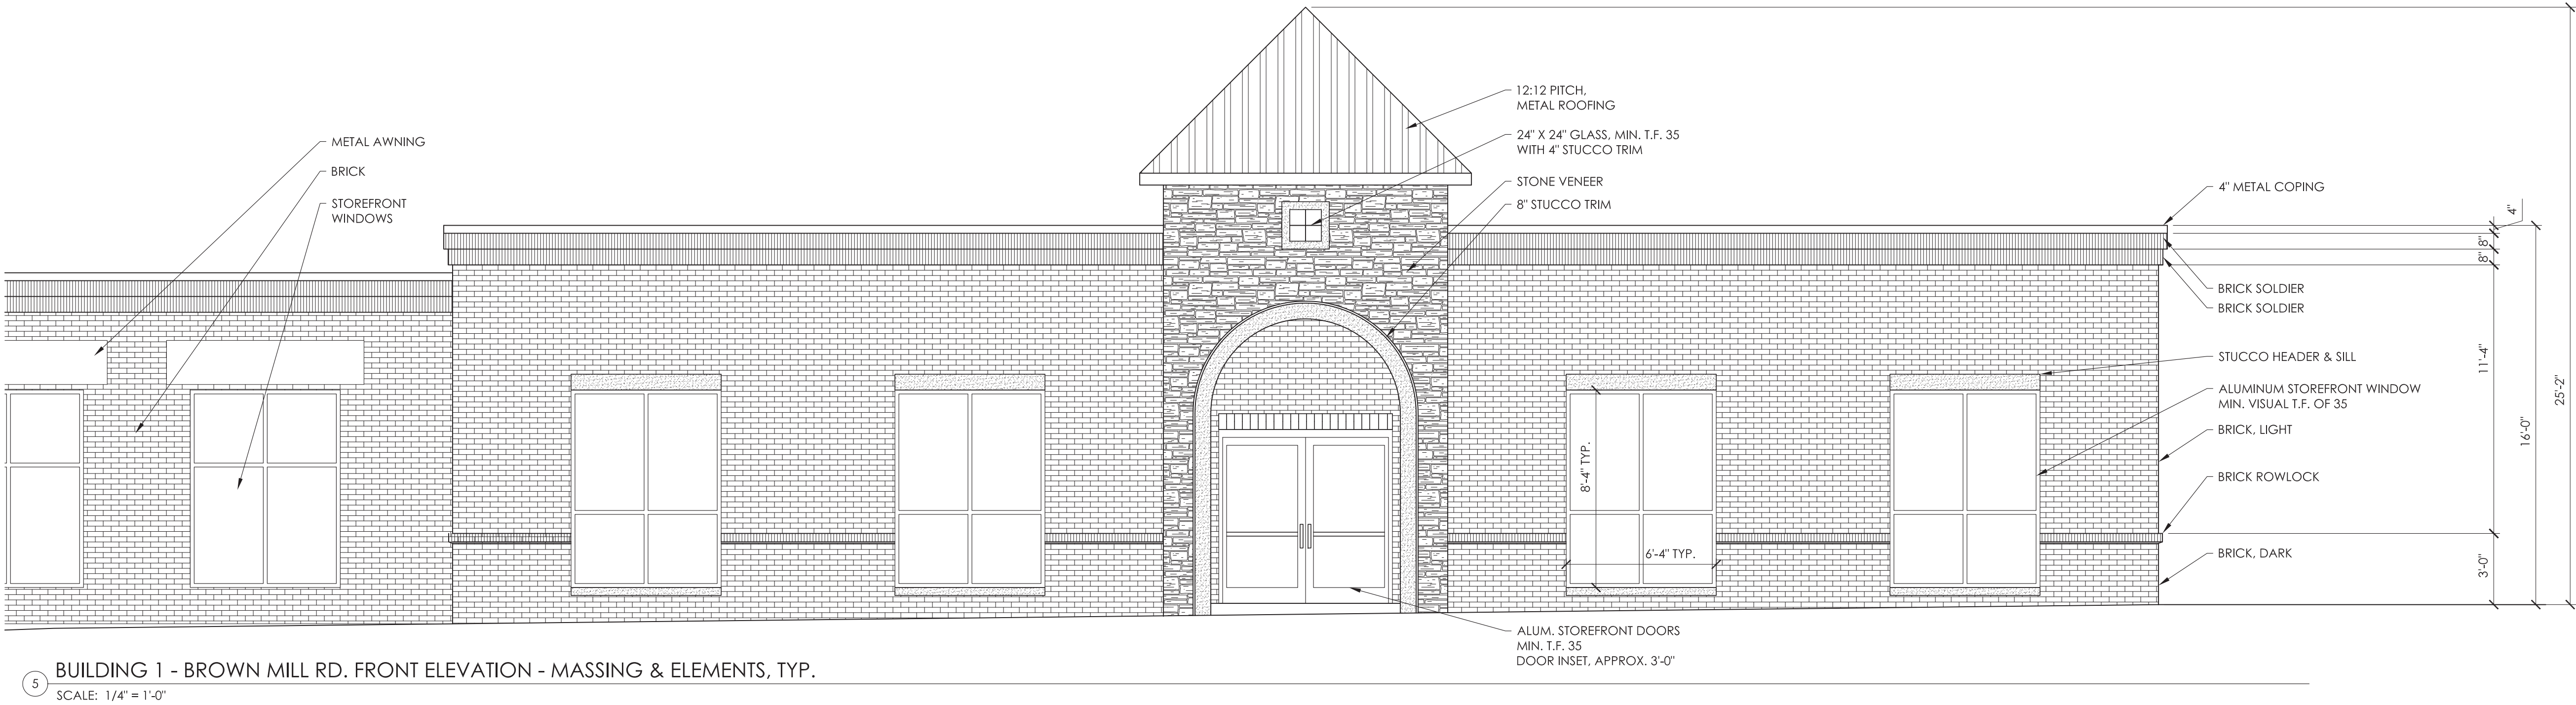 METAL AWNING
BRICK
STOREFRONT
WINDOWS
12:12 PITCH,
METAL ROOFING
24" X 24" GLASS, MIN. T.F. 35
WITH 4" STUCCO TRIM
STONE VENEER
8" STUCCO TRIM
4" METAL COPING
BRICK SOLDIER
BRICK SOLDIER
STUCCO HEADER & SILL
ALUMINUM STOREFRONT WINDOW
MIN. VISUAL T.F. OF 35
BRICK, LIGHT
BRICK ROWLOCK
BRICK, DARK
4"
8"
8"
11'-4"
3'-0"
16'-0"
25'-2"
8'-4" TYP.
6'-4" TYP.
ALUM. STOREFRONT DOORS
MIN. T.F. 35
DOOR INSET, APPROX. 3'-0"
5
BUILDING 1 - BROWN MILL RD. FRONT ELEVATION - MASSING & ELEMENTS, TYP.
SCALE: 1/4" = 1'-0"